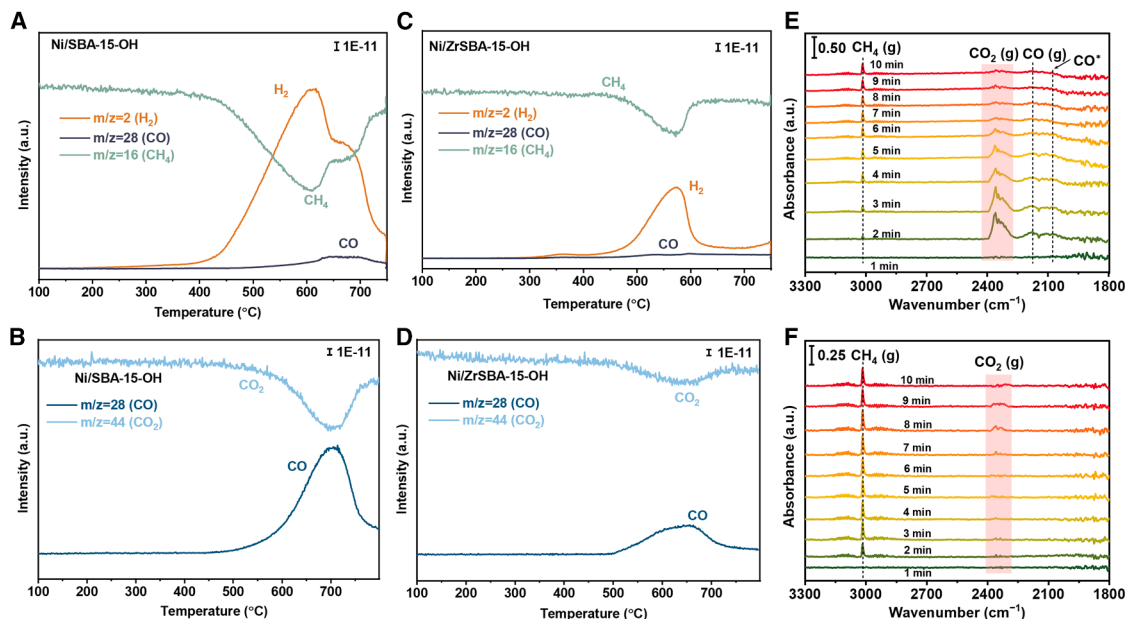 A
Ni/SBA-15-OH
1E-11
H₂
m/z=2 (H₂)
m/z=28 (CO)
m/z=16 (CH₄)
CH₄
CO
Intensity (a.u.)
100 200 300 400 500 600 700
Temperature (°C)
C
Ni/ZrSBA-15-OH
1E-11
CH₄
m/z=2 (H₂)
m/z=28 (CO)
m/z=16 (CH₄)
H₂
CO
Intensity (a.u.)
100 200 300 400 500 600 700
Temperature (°C)
E
0.50
CH₄ (g)
CO₂ (g)
CO (g)
CO*
10 min
9 min
8 min
7 min
6 min
5 min
4 min
3 min
2 min
1 min
Absorbance (a.u.)
3300 3000 2700 2400 2100 1800
Wavenumber (cm⁻¹)
B
1E-11
Ni/SBA-15-OH
CO₂
m/z=28 (CO)
m/z=44 (CO₂)
CO
Intensity (a.u.)
100 200 300 400 500 600 700
Temperature (°C)
D
1E-11
Ni/ZrSBA-15-OH
CO₂
m/z=28 (CO)
m/z=44 (CO₂)
CO
Intensity (a.u.)
100 200 300 400 500 600 700
Temperature (°C)
F
0.25
CH₄ (g)
CO₂ (g)
10 min
9 min
8 min
7 min
6 min
5 min
4 min
3 min
2 min
1 min
Absorbance (a.u.)
3300 3000 2700 2400 2100 1800
Wavenumber (cm⁻¹)